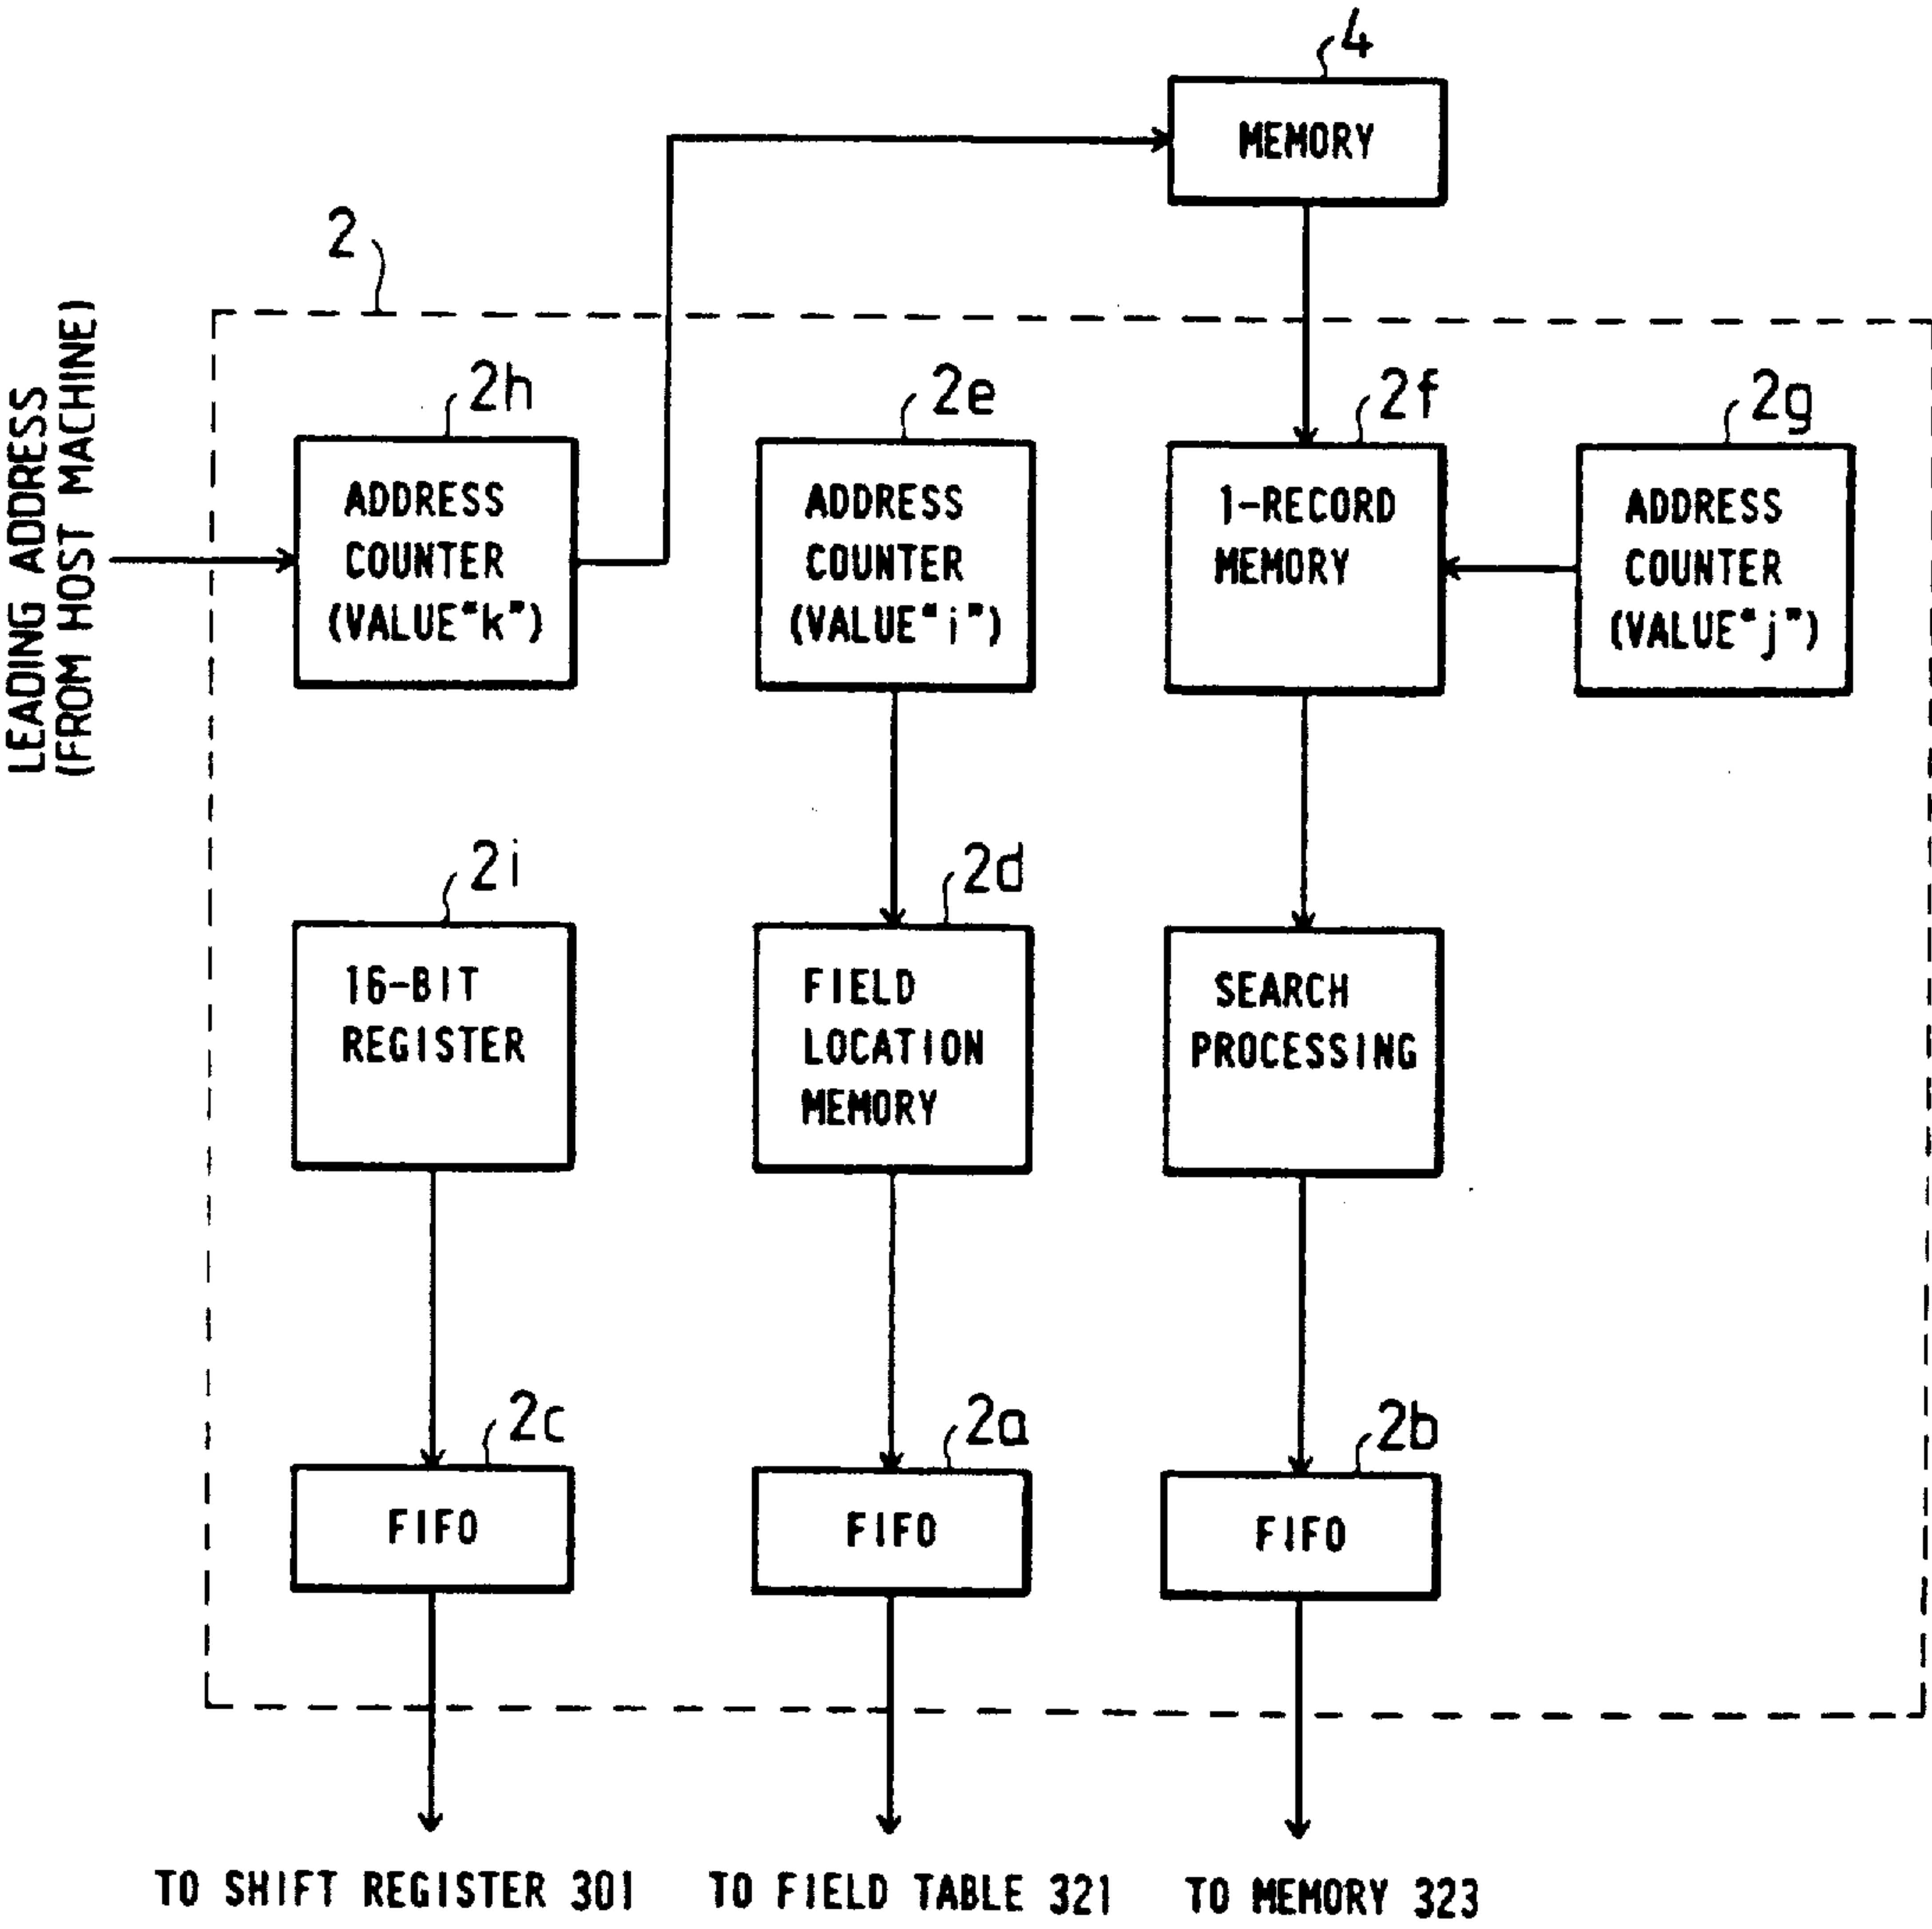 4
MEMORY
2
LEADING ADDRESS
(FROM HOST MACHINE)
2h
ADDRESS
COUNTER
(VALUE"k")
2e
ADDRESS
COUNTER
(VALUE"i")
2f
1-RECORD
MEMORY
2g
ADDRESS
COUNTER
(VALUE"j")
2i
16-BIT
REGISTER
2d
FIELD
LOCATION
MEMORY
SEARCH
PROCESSING
2c
FIFO
2a
FIFO
2b
FIFO
TO SHIFT REGISTER 301
TO FIELD TABLE 321
TO MEMORY 323